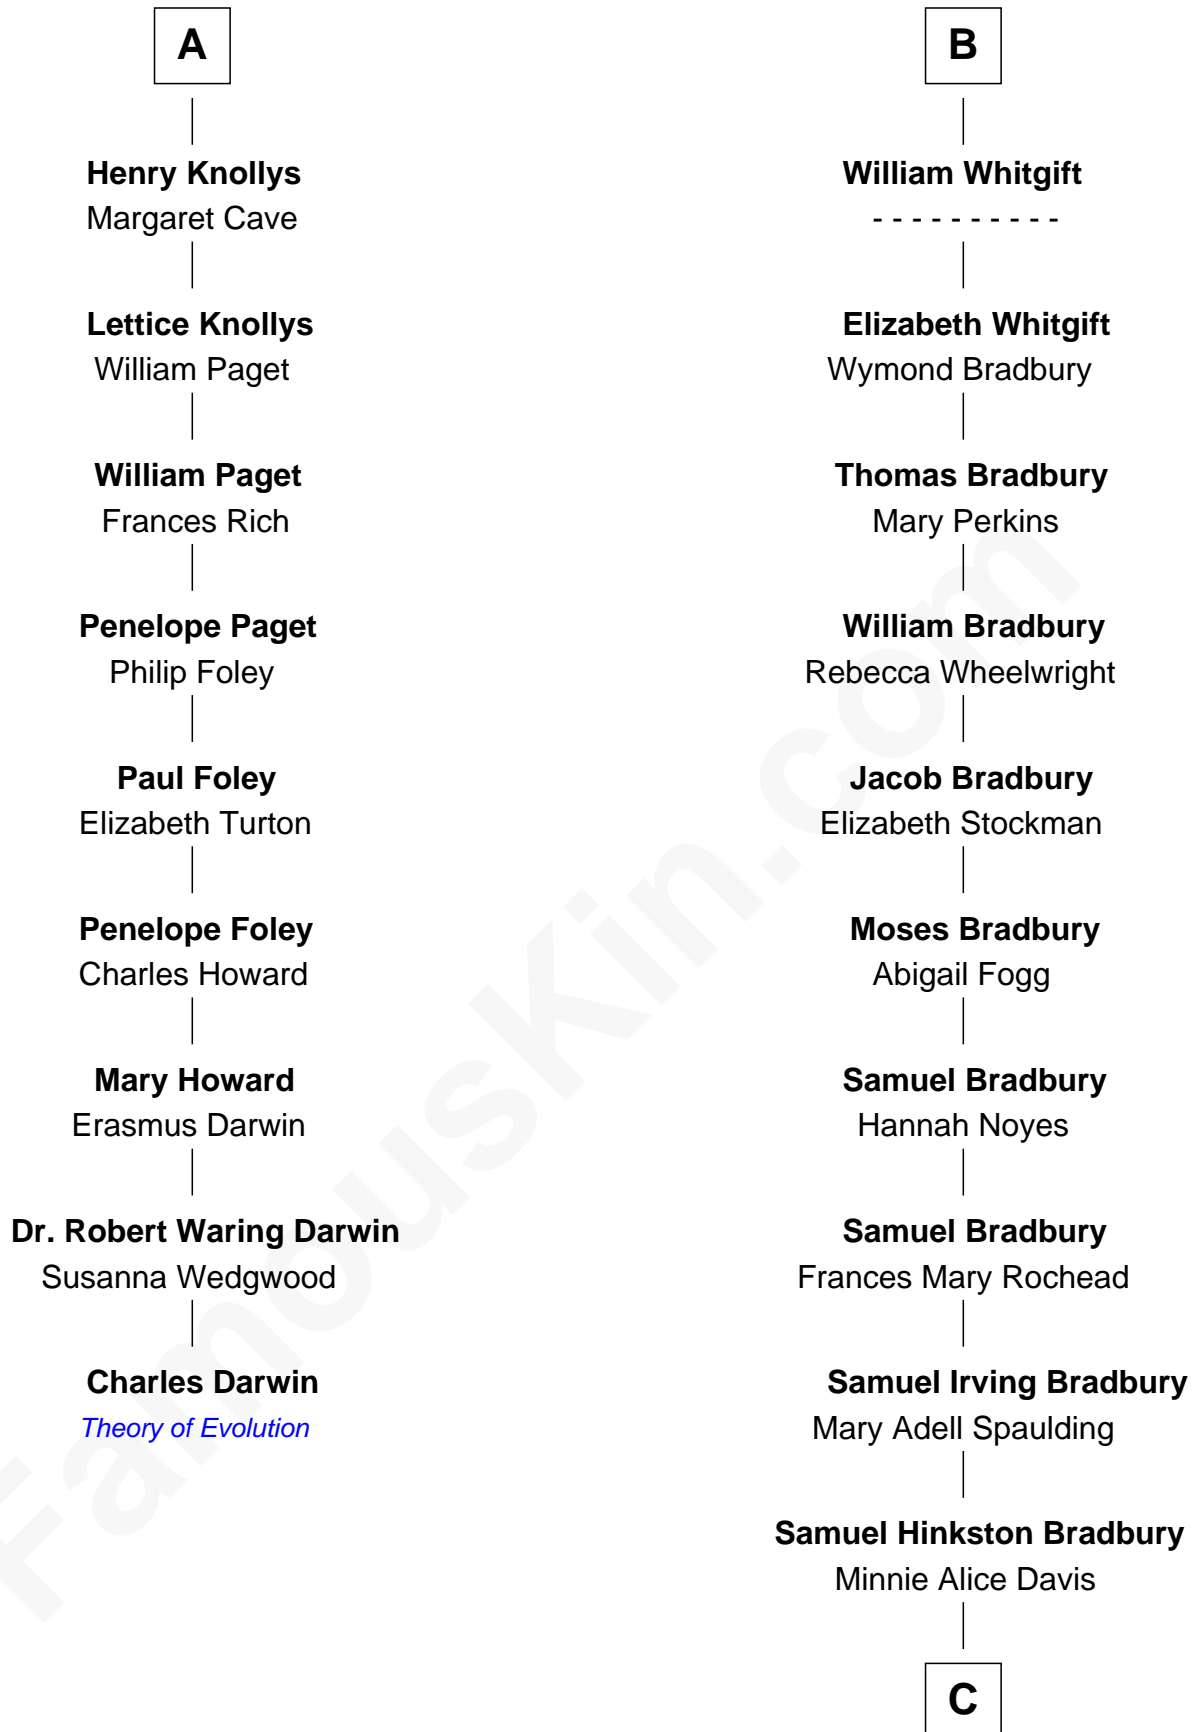 A
Henry Knollys
Margaret Cave
Lettice Knollys
William Paget
William Paget
Frances Rich
Penelope Paget
Philip Foley
Paul Foley
Elizabeth Turton
Penelope Foley
Charles Howard
Mary Howard
Erasmus Darwin
Dr. Robert Waring Darwin
Susanna Wedgwood
Charles Darwin
Theory of Evolution
B
William Whitgift
- - - - - - - - - -
Elizabeth Whitgift
Wymond Bradbury
Thomas Bradbury
Mary Perkins
William Bradbury
Rebecca Wheelwright
Jacob Bradbury
Elizabeth Stockman
Moses Bradbury
Abigail Fogg
Samuel Bradbury
Hannah Noyes
Samuel Bradbury
Frances Mary Rochead
Samuel Irving Bradbury
Mary Adell Spaulding
Samuel Hinkston Bradbury
Minnie Alice Davis
C
FamousKin.com